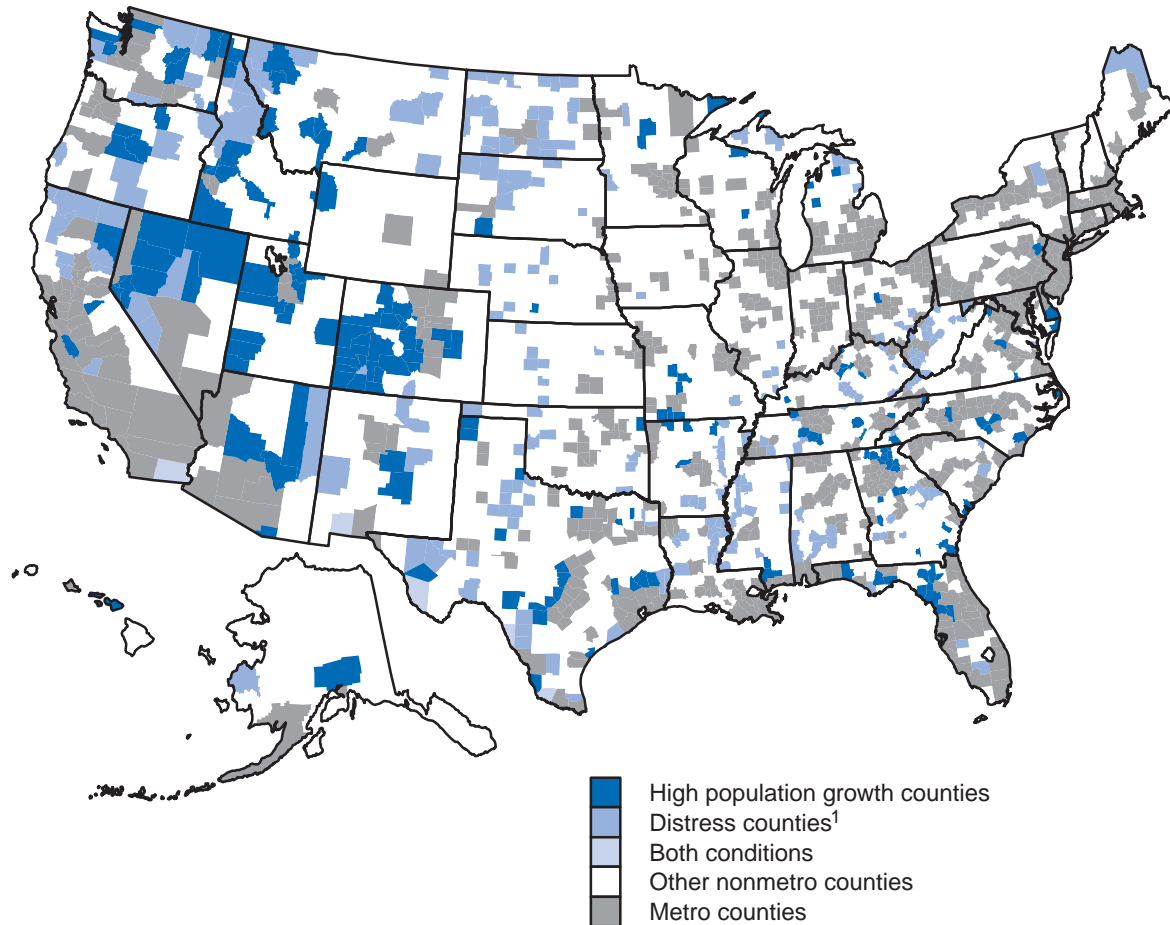 High population growth counties
Distress counties¹
Both conditions
Other nonmetro counties
Metro counties